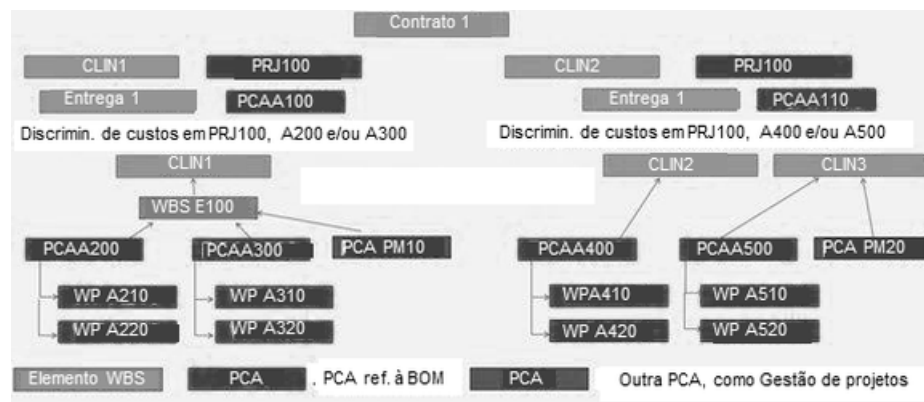 Contrato 1
CLIN1 PRJ100 CLIN2 PRJ100
Entrega 1 PCAA100 Entrega 1 PCAA110
Discrimin. de custos em PRJ100, A200 e/ou A300 Discrimin. de custos em PRJ100, A400 e/ou A500
CLIN1 CLIN2 CLIN3
WBS E100
PCAA200 PCAA300 PCA PM10 PCAA400 PCAA500 PCA PM20
WP A210 WP A310 WPA410 WP A510
WP A220 WP A320 WP A420 WP A520
Elemento WBS PCA . PCA ref. à BOM PCA Outra PCA, como Gestão de projetos